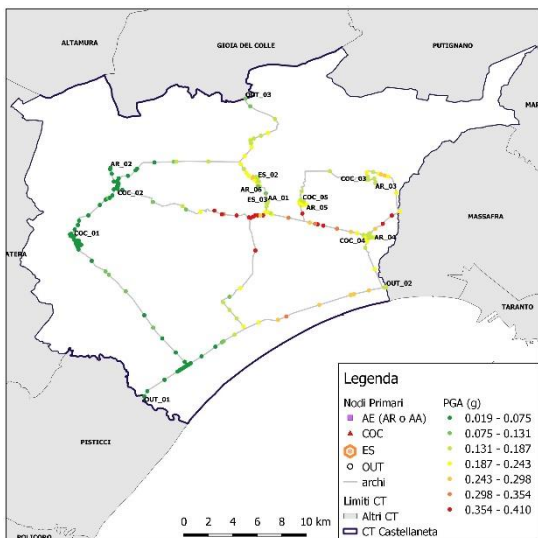 ALTAMURA
GIOIA DEL COLLE
PUTIGNANO
OUT_03
MAR
AR_02
ES_02
COC_03
AR_03
COC_02
AR_06
ES_03
AA_01
COC_05
AR_05
MASSAFRA
COC_01
COC_04
AR_04
ATERA
OUT_02
TARANTO
OUT_01
PISTICCI
POLICORO
Legenda
Nodi Primari
AE (AR o AA)
COC
ES
OUT
archi
Limiti CT
Altri CT
CT Castellaneta
PGA (g)
0.019 - 0.075
0.075 - 0.131
0.131 - 0.187
0.187 - 0.243
0.243 - 0.298
0.298 - 0.354
0.354 - 0.410
0 2 4 6 8 10 km